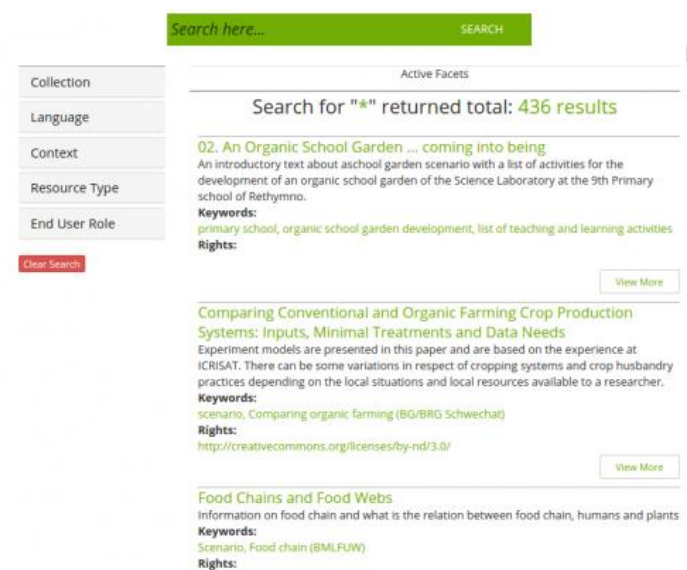 Search here...
SEARCH
Collection
Language
Context
Resource Type
End User Role
Clear Search
Active Facets
Search for "*" returned total: 436 results
02. An Organic School Garden ... coming into being
An introductory text about aschool garden scenario with a list of activities for the
development of an organic school garden of the Science Laboratory at the 9th Primary
school of Rethymno.
Keywords:
primary school, organic school garden development, list of teaching and learning activities
Rights:
View More
Comparing Conventional and Organic Farming Crop Production
Systems: Inputs, Minimal Treatments and Data Needs
Experiment models are presented in this paper and are based on the experience at
ICRISAT. There can be some variations in respect of cropping systems and crop husbandry
practices depending on the local situations and local resources available to a researcher.
Keywords:
scenario, Comparing organic farming (BG/BRG Schwechat)
Rights:
http://creativecommons.org/licenses/by-nd/3.0/
View More
Food Chains and Food Webs
Information on food chain and what is the relation between food chain, humans and plants
Keywords:
Scenario, Food chain (BMLFUW)
Rights: